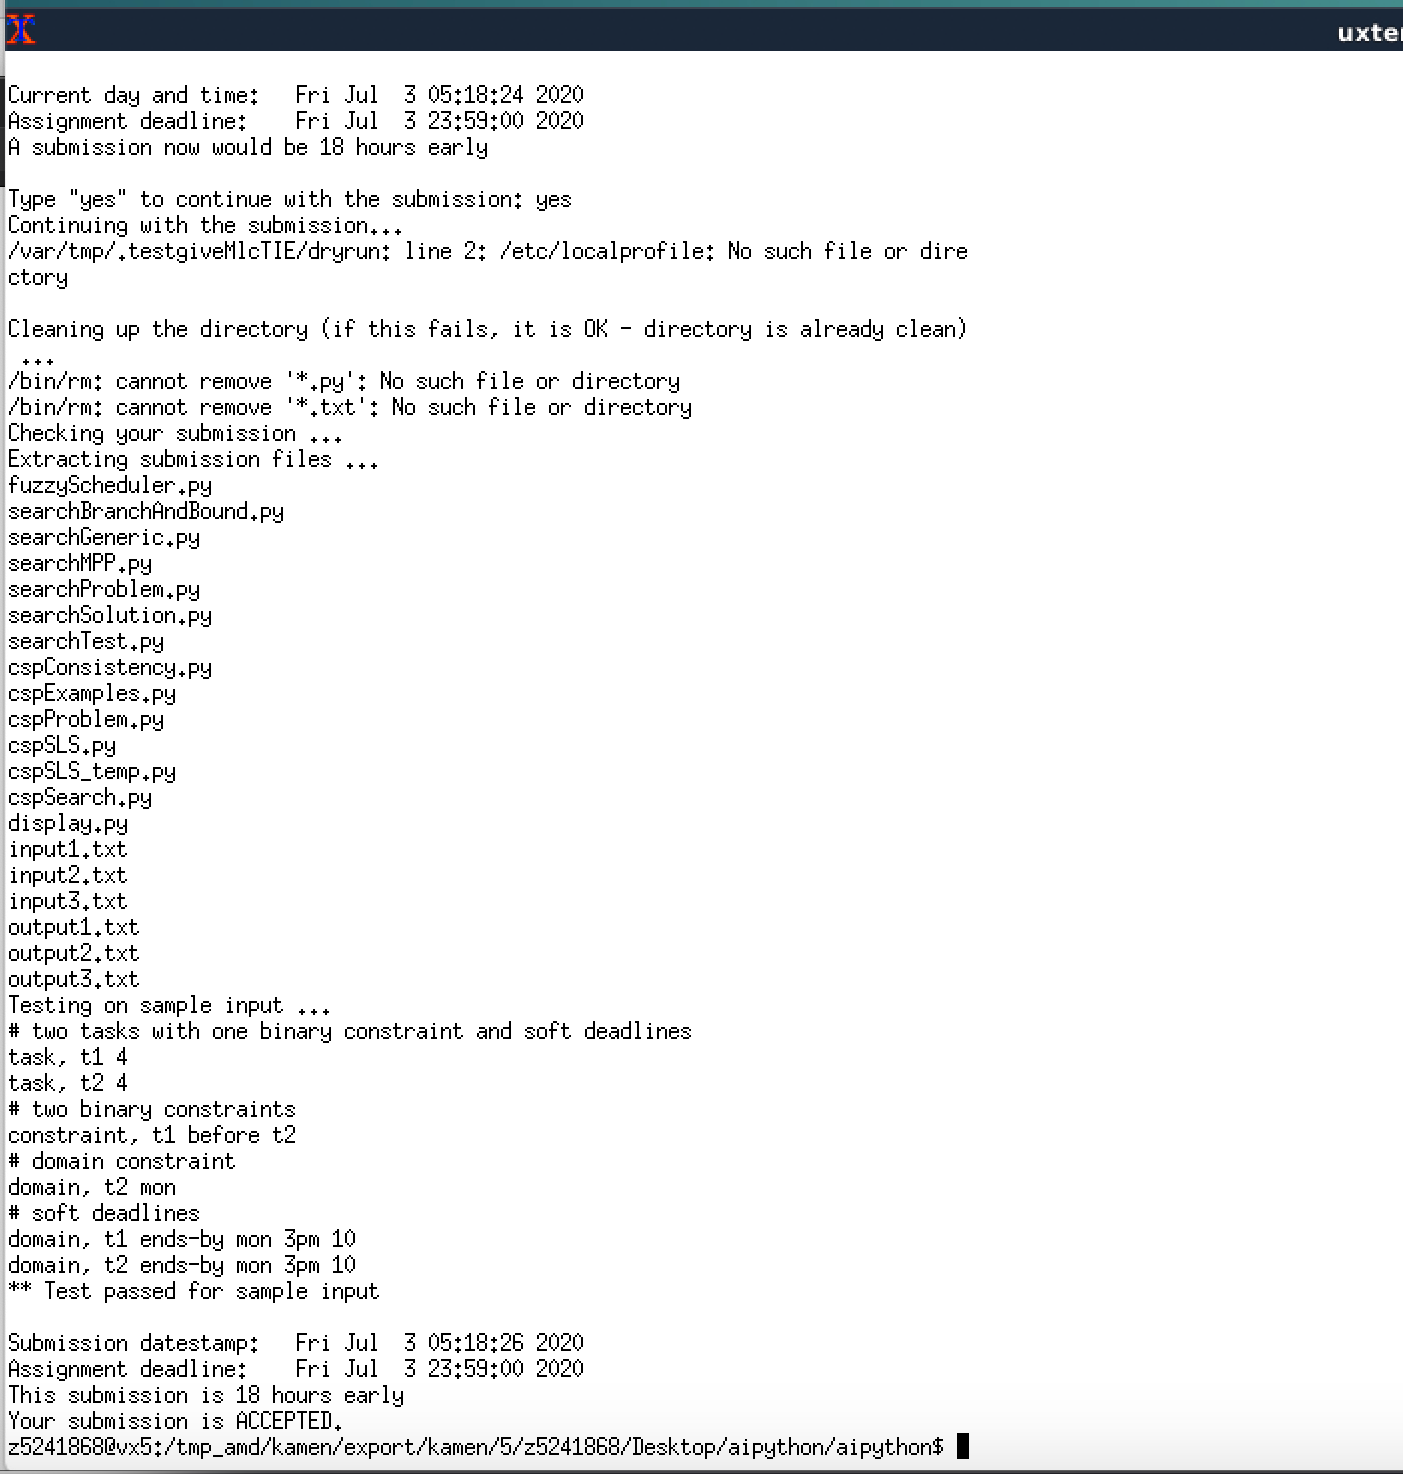 uxte
Current day and time:   Fri Jul  3 05:18:24 2020
Assignment deadline:    Fri Jul  3 23:59:00 2020
A submission now would be 18 hours early
Type "yes" to continue with the submission: yes
Continuing with the submission...
/var/tmp/.testgiveMlcTIE/dryrun: line 2: /etc/localprofile: No such file or dire
ctory
Cleaning up the directory (if this fails, it is OK - directory is already clean)
 ...
/bin/rm: cannot remove '*.py': No such file or directory
/bin/rm: cannot remove '*.txt': No such file or directory
Checking your submission ...
Extracting submission files ...
fuzzyScheduler.py
searchBranchAndBound.py
searchGeneric.py
searchMPP.py
searchProblem.py
searchSolution.py
searchTest.py
cspConsistency.py
cspExamples.py
cspProblem.py
cspSLS.py
cspSLS_temp.py
cspSearch.py
display.py
input1.txt
input2.txt
input3.txt
output1.txt
output2.txt
output3.txt
Testing on sample input ...
# two tasks with one binary constraint and soft deadlines
task, t1 4
task, t2 4
# two binary constraints
constraint, t1 before t2
# domain constraint
domain, t2 mon
# soft deadlines
domain, t1 ends-by mon 3pm 10
domain, t2 ends-by mon 3pm 10
** Test passed for sample input
Submission datestamp:   Fri Jul  3 05:18:26 2020
Assignment deadline:    Fri Jul  3 23:59:00 2020
This submission is 18 hours early
Your submission is ACCEPTED.
z5241868@vx5:/tmp_amd/kamen/export/kamen/5/z5241868/Desktop/aipython/aipython$